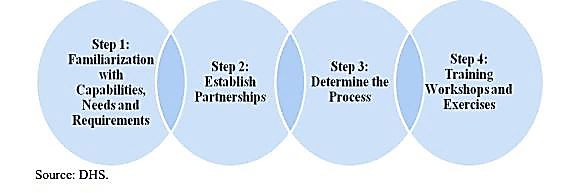 Step 1:
Familiarization
with
Capabilities,
Needs and
Requirements
Step 2:
Establish
Partnerships
Step 3:
Determine the
Process
Step 4:
Training
Workshops and
Exercises
Source: DHS.